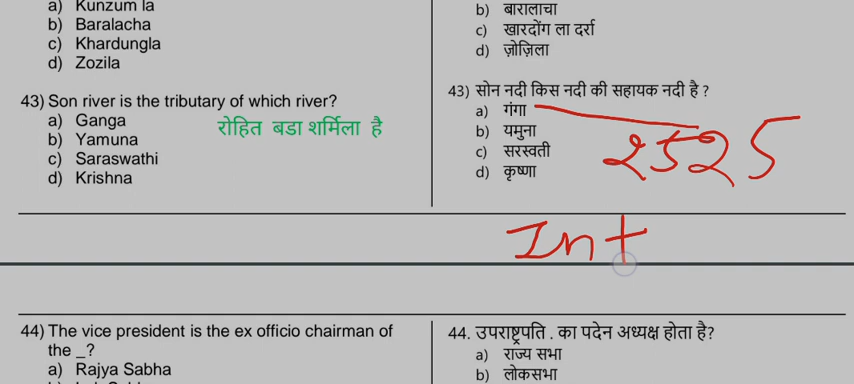 a) Kunzum la
b) Baralacha
c) Khardungla
d) Zozila
43) Son river is the tributary of which river?
a) Ganga
b) Yamuna
c) Saraswathi
d) Krishna
रोहित बडा शर्मिला है
b) बारालाचा
c) खारदोंग ला दर्रा
d) ज़ोज़िला
43) सोन नदी किस नदी की सहायक नदी है ?
a) गंगा
b) यमुना
c) सरस्वती
d) कृष्णा
2525
Int
44) The vice president is the ex officio chairman of
the _?
a) Rajya Sabha
44. उपराष्ट्रपति . का पदेन अध्यक्ष होता है?
a) राज्य सभा
b) लोकसभा